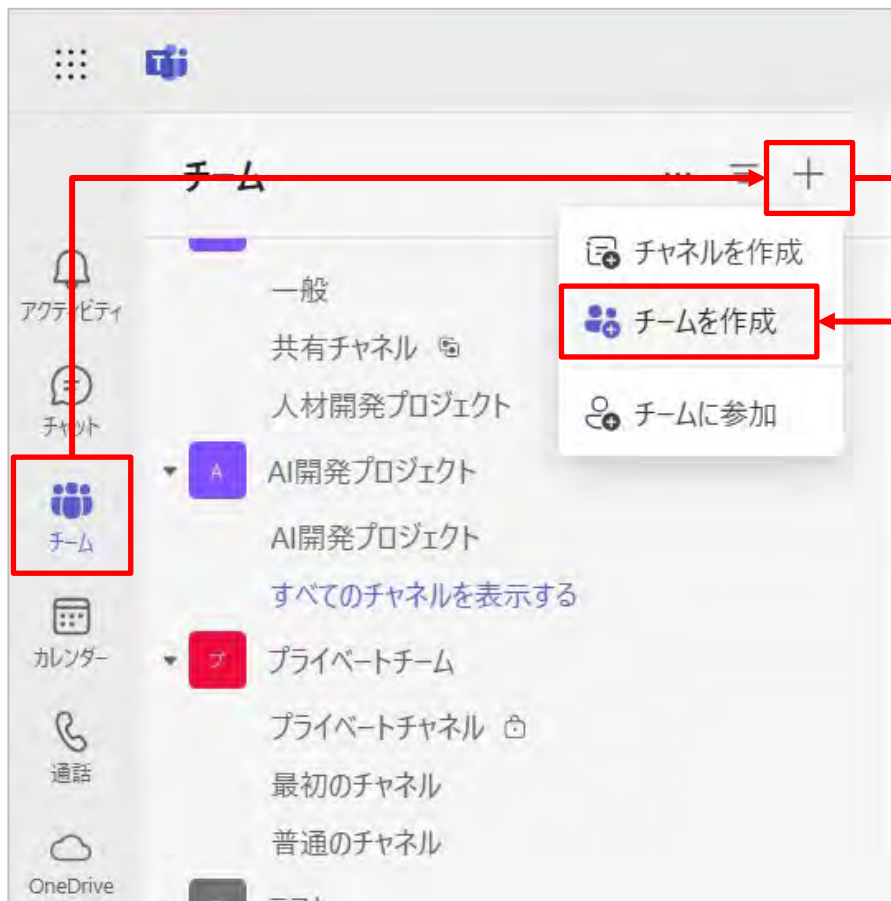 チーム
チャネルを作成
チームを作成
チームに参加
アクティビティ
チャット
チーム
カレンダー
通話
OneDrive
一般
共有チャネル
人材開発プロジェクト
A
AI開発プロジェクト
AI開発プロジェクト
すべてのチャネルを表示する
プ
プライベートチーム
プライベートチャネル
最初のチャネル
普通のチャネル